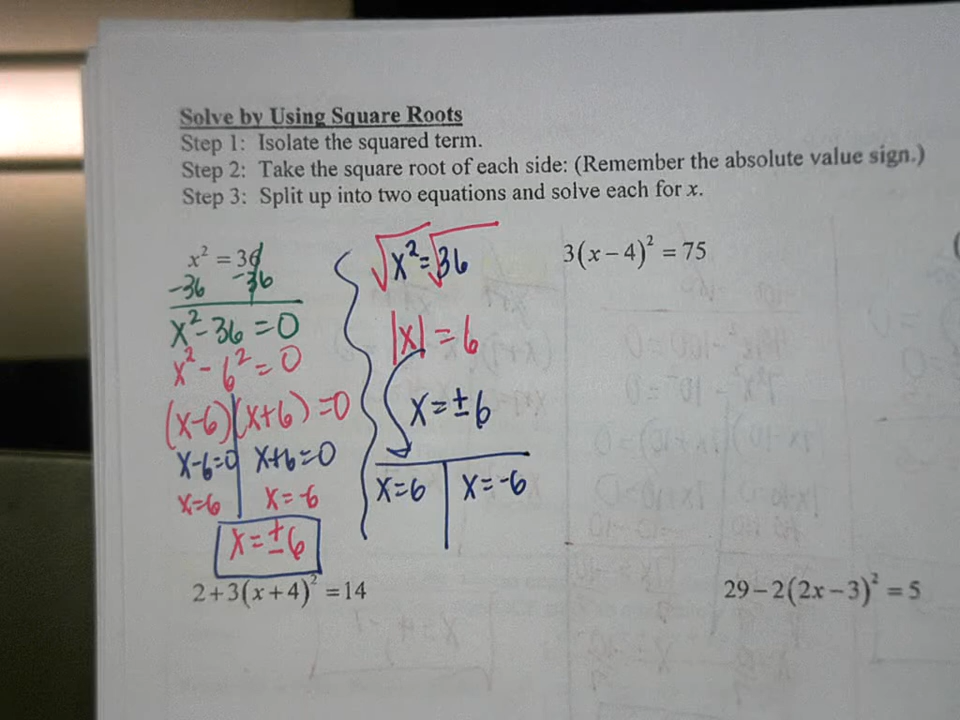 Solve by Using Square Roots
Step 1: Isolate the squared term.
Step 2: Take the square root of each side: (Remember the absolute value sign.)
Step 3: Split up into two equations and solve each for x.
x² = 36
-36 -36
x² - 36 = 0
x² - 6² = 0
(x-6)(x+6) = 0
x-6=0 x+6=0
x=6 x=-6
x=±6
√x² = √36
|x| = 6
x=±6
x=6 x=-6
3(x-4)² = 75
2+3(x+4)² = 14
29-2(2x-3)² = 5